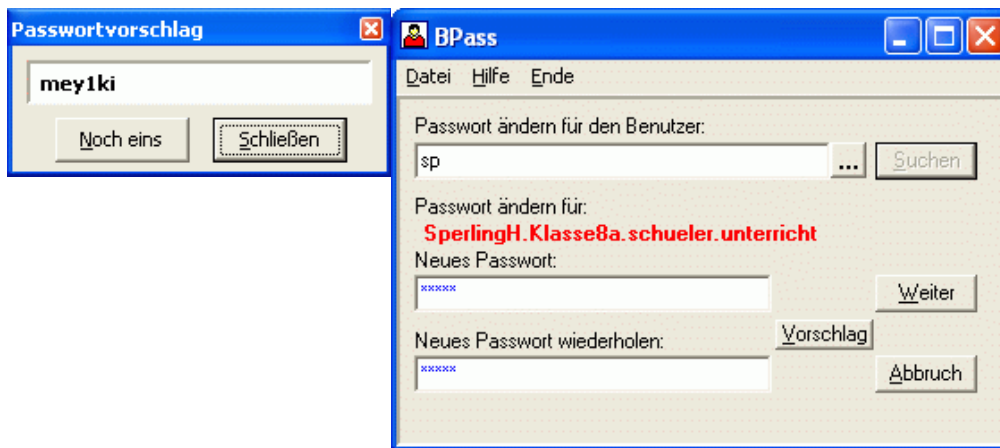 Passwortvorschlag
mey1ki
Noch eins
Schließen
BPass
Datei Hilfe Ende
Passwort ändern für den Benutzer:
sp
...
Suchen
Passwort ändern für:
SperlingH.Klasse8a.schueler.unterricht
Neues Passwort:
*****
Weiter
Vorschlag
Neues Passwort wiederholen:
*****
Abbruch